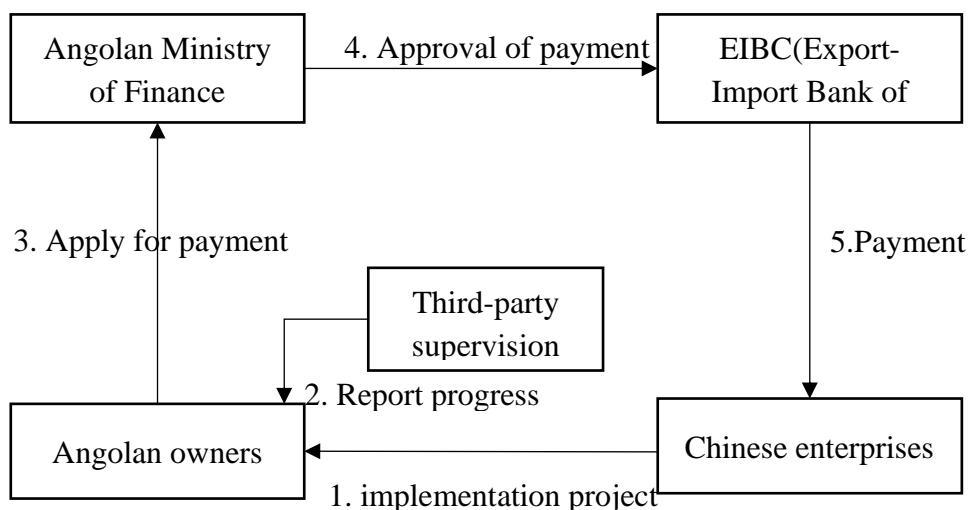 Angolan Ministry
of Finance
4. Approval of payment
EIBC(Export-
Import Bank of
3. Apply for payment
5.Payment
Third-party
supervision
2. Report progress
Angolan owners
Chinese enterprises
1. implementation project